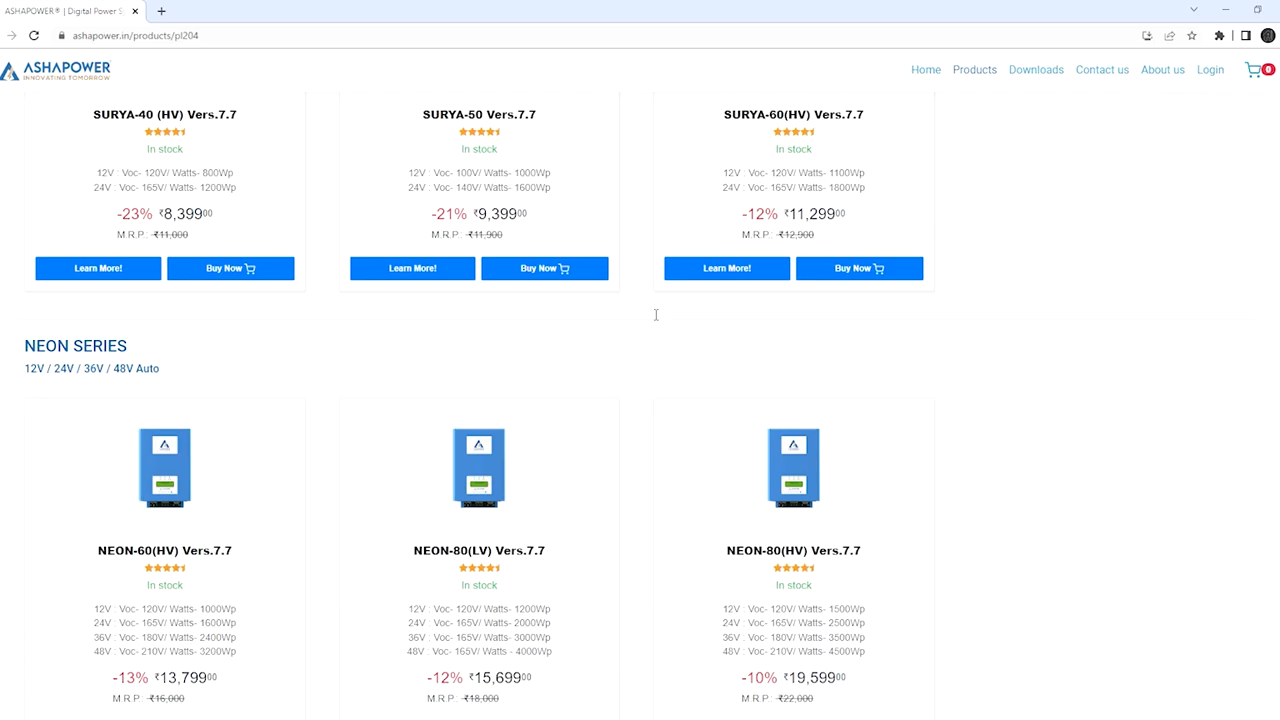 ASHAPOWER® | Digital Power S
ashapower.in/products/pl204
ASHAPOWER
INNOVATING TOMORROW
Home Products Downloads Contact us About us Login 0
SURYA-40 (HV) Vers.7.7 SURYA-50 Vers.7.7 SURYA-60(HV) Vers.7.7
In stock In stock In stock
12V : Voc- 120V/ Watts- 800Wp 12V : Voc- 100V/ Watts- 1000Wp 12V : Voc- 120V/ Watts- 1100Wp
24V : Voc- 165V/ Watts- 1200Wp 24V : Voc- 140V/ Watts- 1600Wp 24V : Voc- 165V/ Watts- 1800Wp
-23% ₹8,39900 -21% ₹9,39900 -12% ₹11,29900
M.R.P.: ₹11,000 M.R.P.: ₹11,900 M.R.P.: ₹12,900
Learn More! Buy Now Learn More! Buy Now Learn More! Buy Now
NEON SERIES
12V / 24V / 36V / 48V Auto
NEON-60(HV) Vers.7.7 NEON-80(LV) Vers.7.7 NEON-80(HV) Vers.7.7
In stock In stock In stock
12V : Voc- 120V/ Watts- 1000Wp 12V : Voc- 120V/ Watts- 1200Wp 12V : Voc- 120V/ Watts- 1500Wp
24V : Voc- 165V/ Watts- 1600Wp 24V : Voc- 165V/ Watts- 2000Wp 24V : Voc- 165V/ Watts- 2500Wp
36V : Voc- 180V/ Watts- 2400Wp 36V : Voc- 165V/ Watts- 3000Wp 36V : Voc- 180V/ Watts- 3500Wp
48V : Voc- 210V/ Watts- 3200Wp 48V : Voc- 165V/ Watts - 4000Wp 48V : Voc- 210V/ Watts- 4500Wp
-13% ₹13,79900 -12% ₹15,69900 -10% ₹19,59900
M.R.P.: ₹16,000 M.R.P.: ₹18,000 M.R.P.: ₹22,000